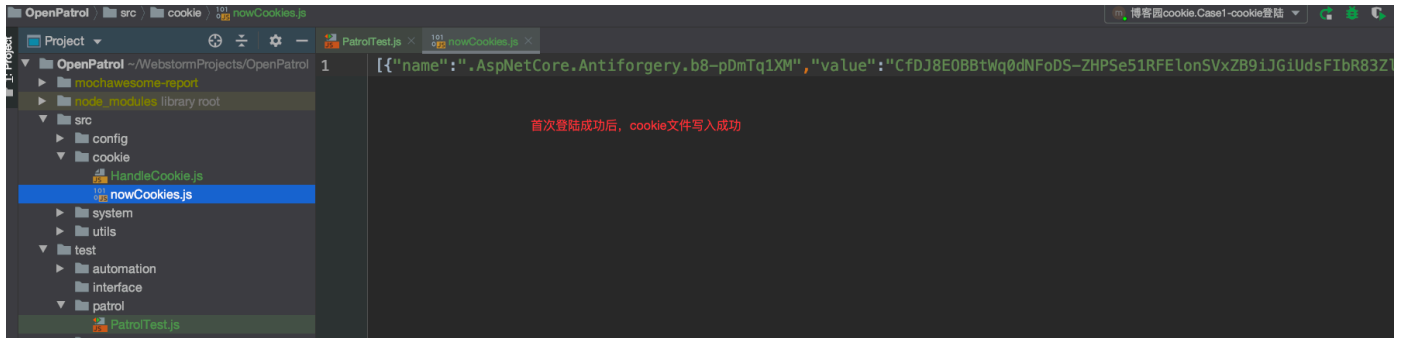 OpenPatrol 〉 src 〉 cookie 〉 nowCookies.js
博客园cookie.Case1-cookie登陆
1: Project
Project
PatrolTest.js ×
nowCookies.js ×
OpenPatrol ~/WebstormProjects/OpenPatrol
1
[{"name":".AspNetCore.Antiforgery.b8-pDmTq1XM","value":"CfDJ8EOBBtWq0dNFoDS-ZHPSe51RFElonSVxZB9iJGiUdsFIbR83Zl
mochawesome-report
node_modules library root
src
config
首次登陆成功后，cookie文件写入成功
cookie
HandleCookie.js
nowCookies.js
system
utils
test
automation
interface
patrol
PatrolTest.js